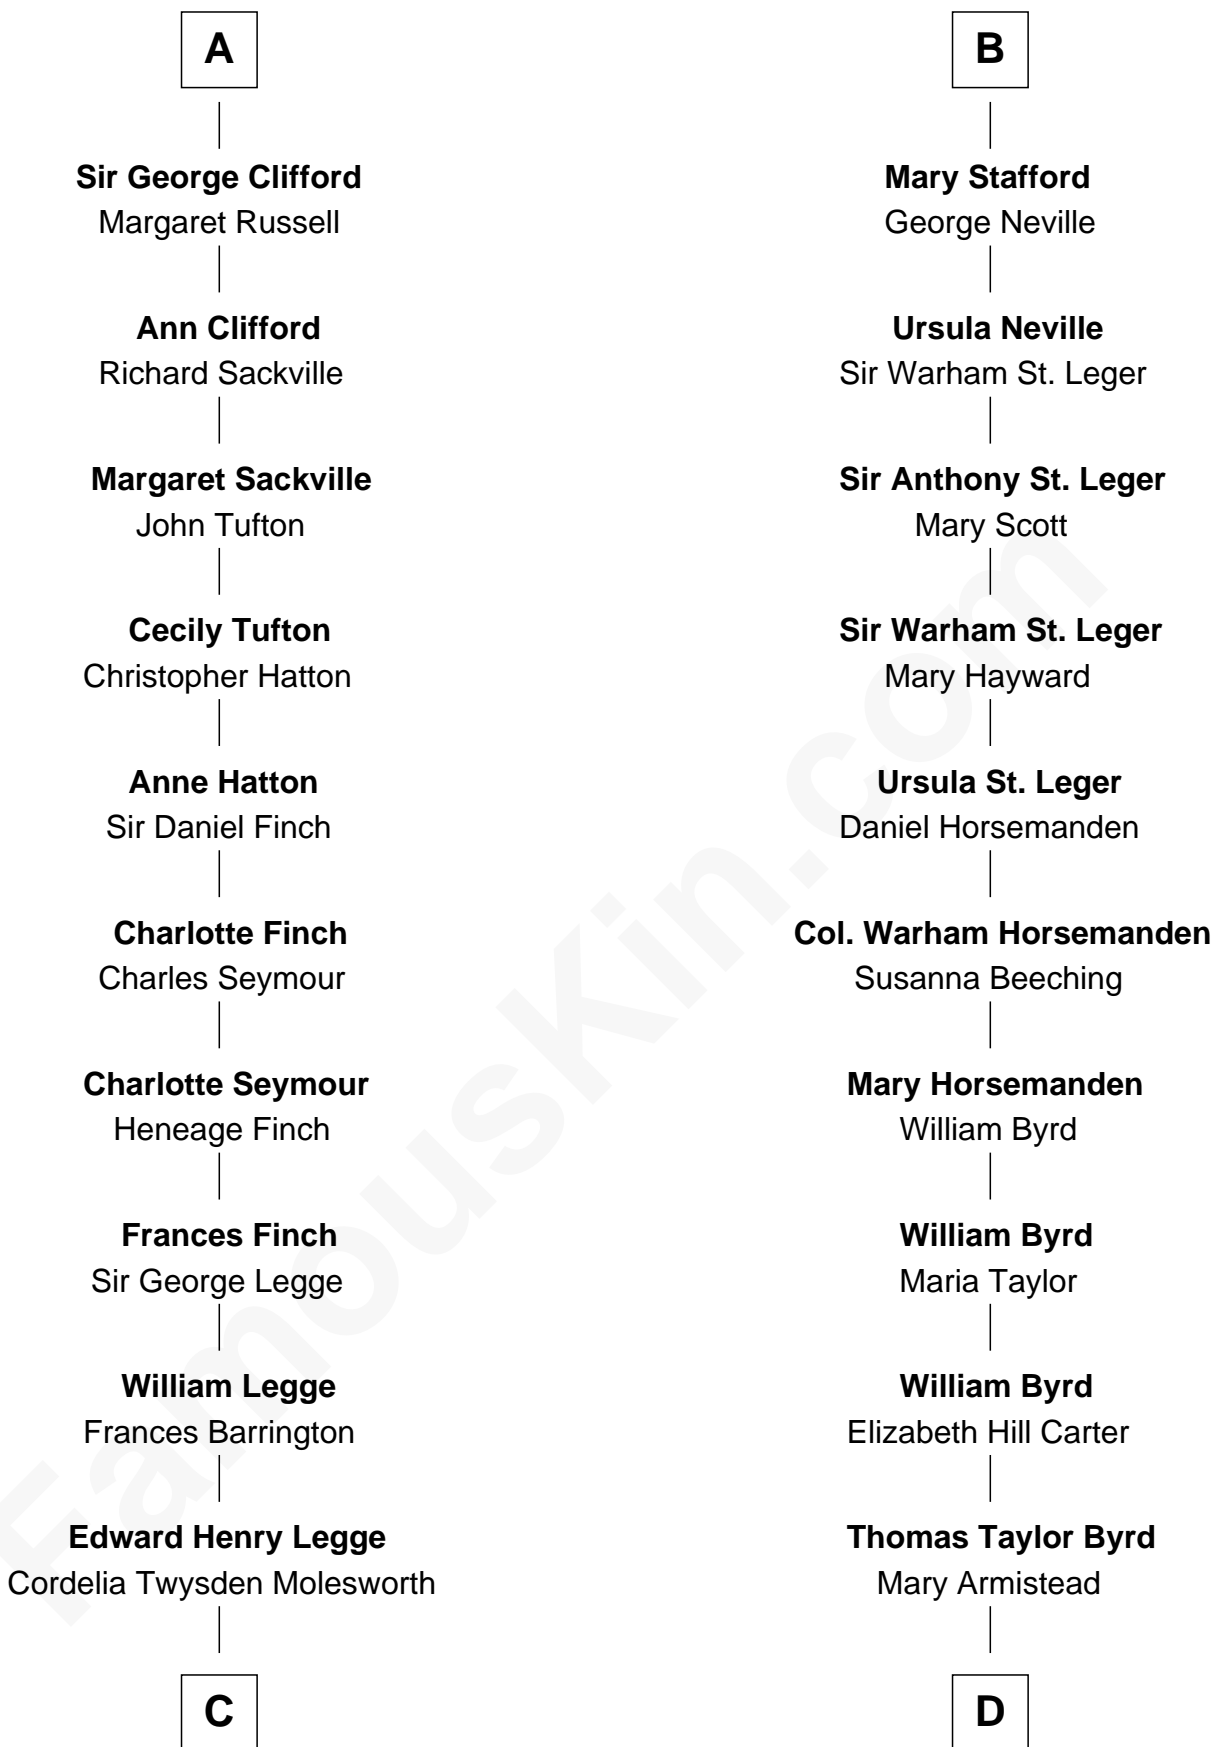 A
Sir George Clifford
Margaret Russell
Ann Clifford
Richard Sackville
Margaret Sackville
John Tufton
Cecily Tufton
Christopher Hatton
Anne Hatton
Sir Daniel Finch
Charlotte Finch
Charles Seymour
Charlotte Seymour
Heneage Finch
Frances Finch
Sir George Legge
William Legge
Frances Barrington
Edward Henry Legge
Cordelia Twysden Molesworth
C
B
Mary Stafford
George Neville
Ursula Neville
Sir Warham St. Leger
Sir Anthony St. Leger
Mary Scott
Sir Warham St. Leger
Mary Hayward
Ursula St. Leger
Daniel Horsemanden
Col. Warham Horsemanden
Susanna Beeching
Mary Horsemanden
William Byrd
William Byrd
Maria Taylor
William Byrd
Elizabeth Hill Carter
Thomas Taylor Byrd
Mary Armistead
D
FamousKin.com